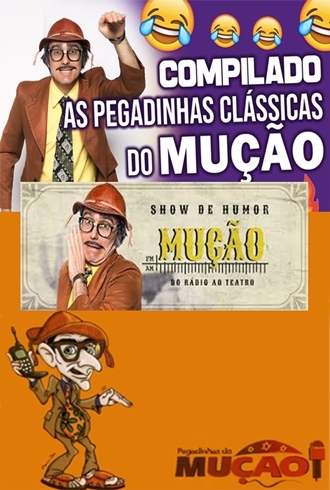 COMPILADO
AS PEGADINHAS CLÁSSICAS
DO MUÇÃO
SHOW DE HUMOR
FM
AM
MUÇÃO
DO RÁDIO AO TEATRO
Pegadinhas do
MUÇÃO